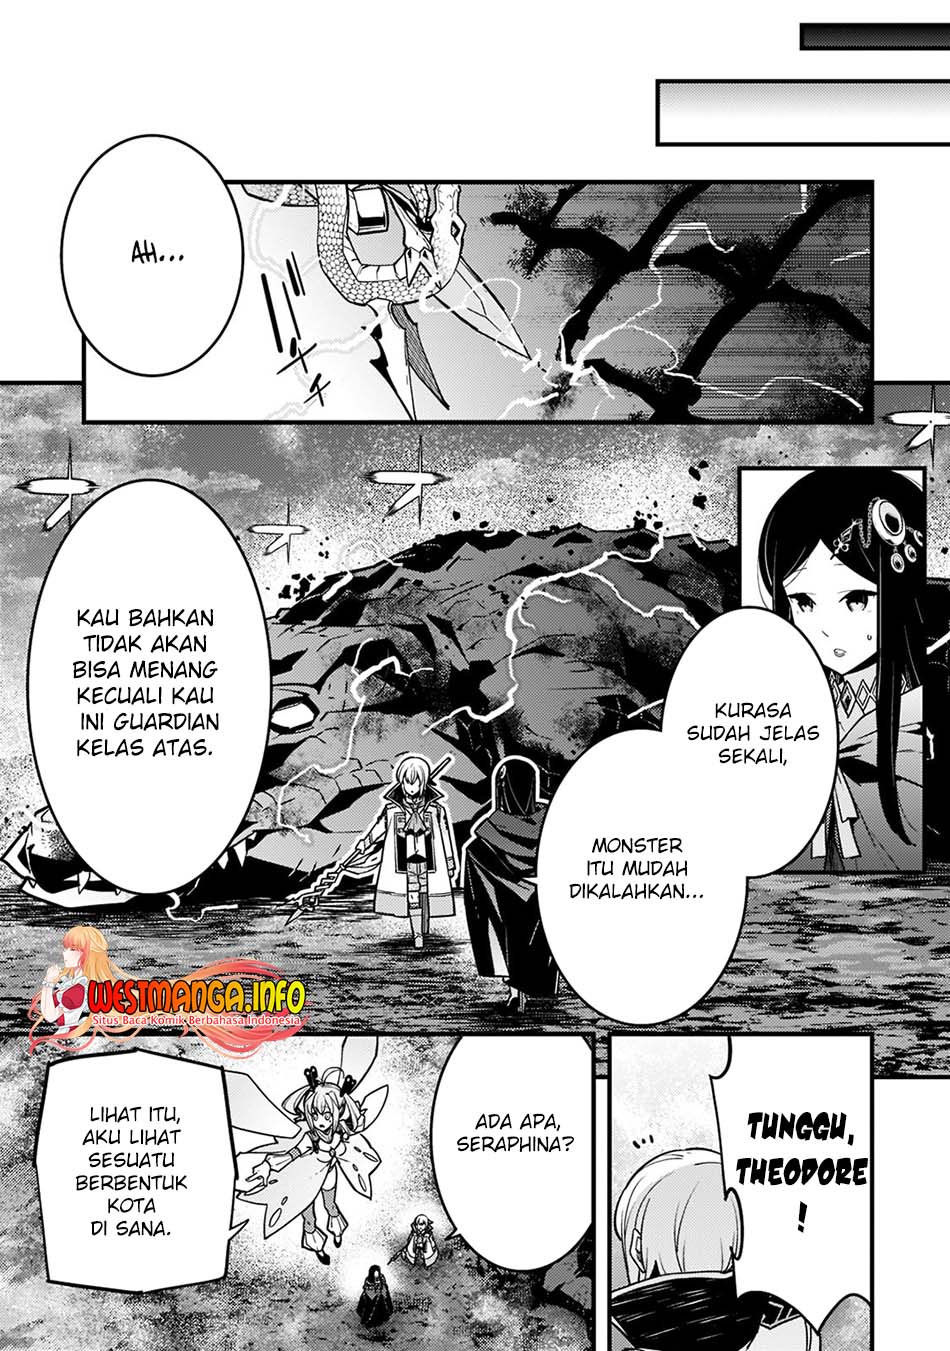 AH...
チ
チ
KURASA
SUDAH JELAS
SEKALI,
MONSTER
ITU MUDAH
DIKALAHKAN...
KAU BAHKAN
TIDAK AKAN
BISA MENANG
KECUALI KAU
INI GUARDIAN
KELAS ATAS.
WESTMANGA.INFO
Situs Baca Komik Berbahasa Indonesia
TUNGGU,
THEODORE
!
ADA APA,
SERAPHINA?
LIHAT ITU,
AKU LIHAT
SESUATU
BERBENTUK
KOTA
DI SANA.